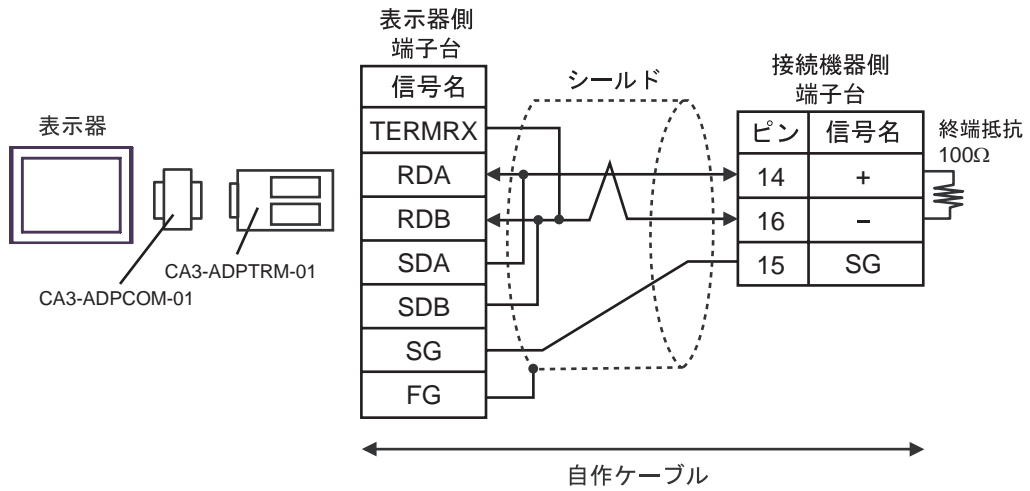 表示器
CA3-ADPCOM-01
CA3-ADPTRM-01
表示器側
端子台
信号名
TERMRX
RDA
RDB
SDA
SDB
SG
FG
シールド
接続機器側
端子台
ピン 信号名
14 +
16 −
15 SG
終端抵抗
100Ω
自作ケーブル